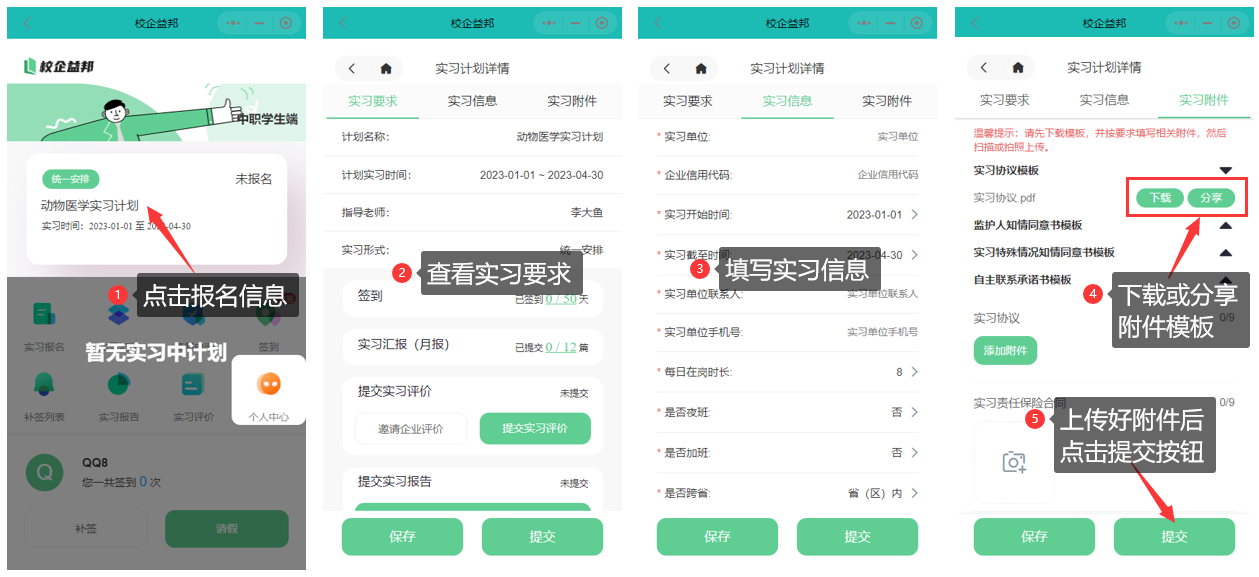 校企益邦
校企益邦
中职学生端
统一安排
未报名
动物医学实习计划
实习时间：2023-01-01 至 2023-04-30
1 点击报名信息
实习报名
签到
暂无实习中计划
补签列表
实习报告
实习评价
个人中心
Q
QQ8
您一共签到 0 次
补签
请假
校企益邦
实习计划详情
实习要求
实习信息
实习附件
计划名称：
动物医学实习计划
计划实习时间：
2023-01-01 ~ 2023-04-30
指导老师：
李大鱼
实习形式：
统一安排
2 查看实习要求
签到
已签到 0 / 50 天
实习汇报（月报）
已提交 0 / 12 篇
提交实习评价
未提交
邀请企业评价
提交实习评价
提交实习报告
未提交
保存
提交
校企益邦
实习计划详情
实习要求
实习信息
实习附件
* 实习单位:
实习单位
* 企业信用代码:
企业信用代码
* 实习开始时间:
2023-01-01
* 实习截至时间:
2023-04-30
3 填写实习信息
* 实习单位联系人:
实习单位联系人
* 实习单位手机号:
实习单位手机号
* 每日在岗时长:
8
* 是否夜班:
否
* 是否加班:
否
* 是否跨省:
省（区）内
保存
提交
校企益邦
实习计划详情
实习要求
实习信息
实习附件
温馨提示：请先下载模板，并按要求填写相关附件，然后
扫描或拍照上传。
实习协议模板
实习协议.pdf
下载
分享
监护人知情同意书模板
实习特殊情况知情同意书模板
自主联系承诺书模板
4 下载或分享
附件模板
实习协议
0/9
添加附件
实习责任保险合同
0/9
5 上传好附件后
点击提交按钮
保存
提交